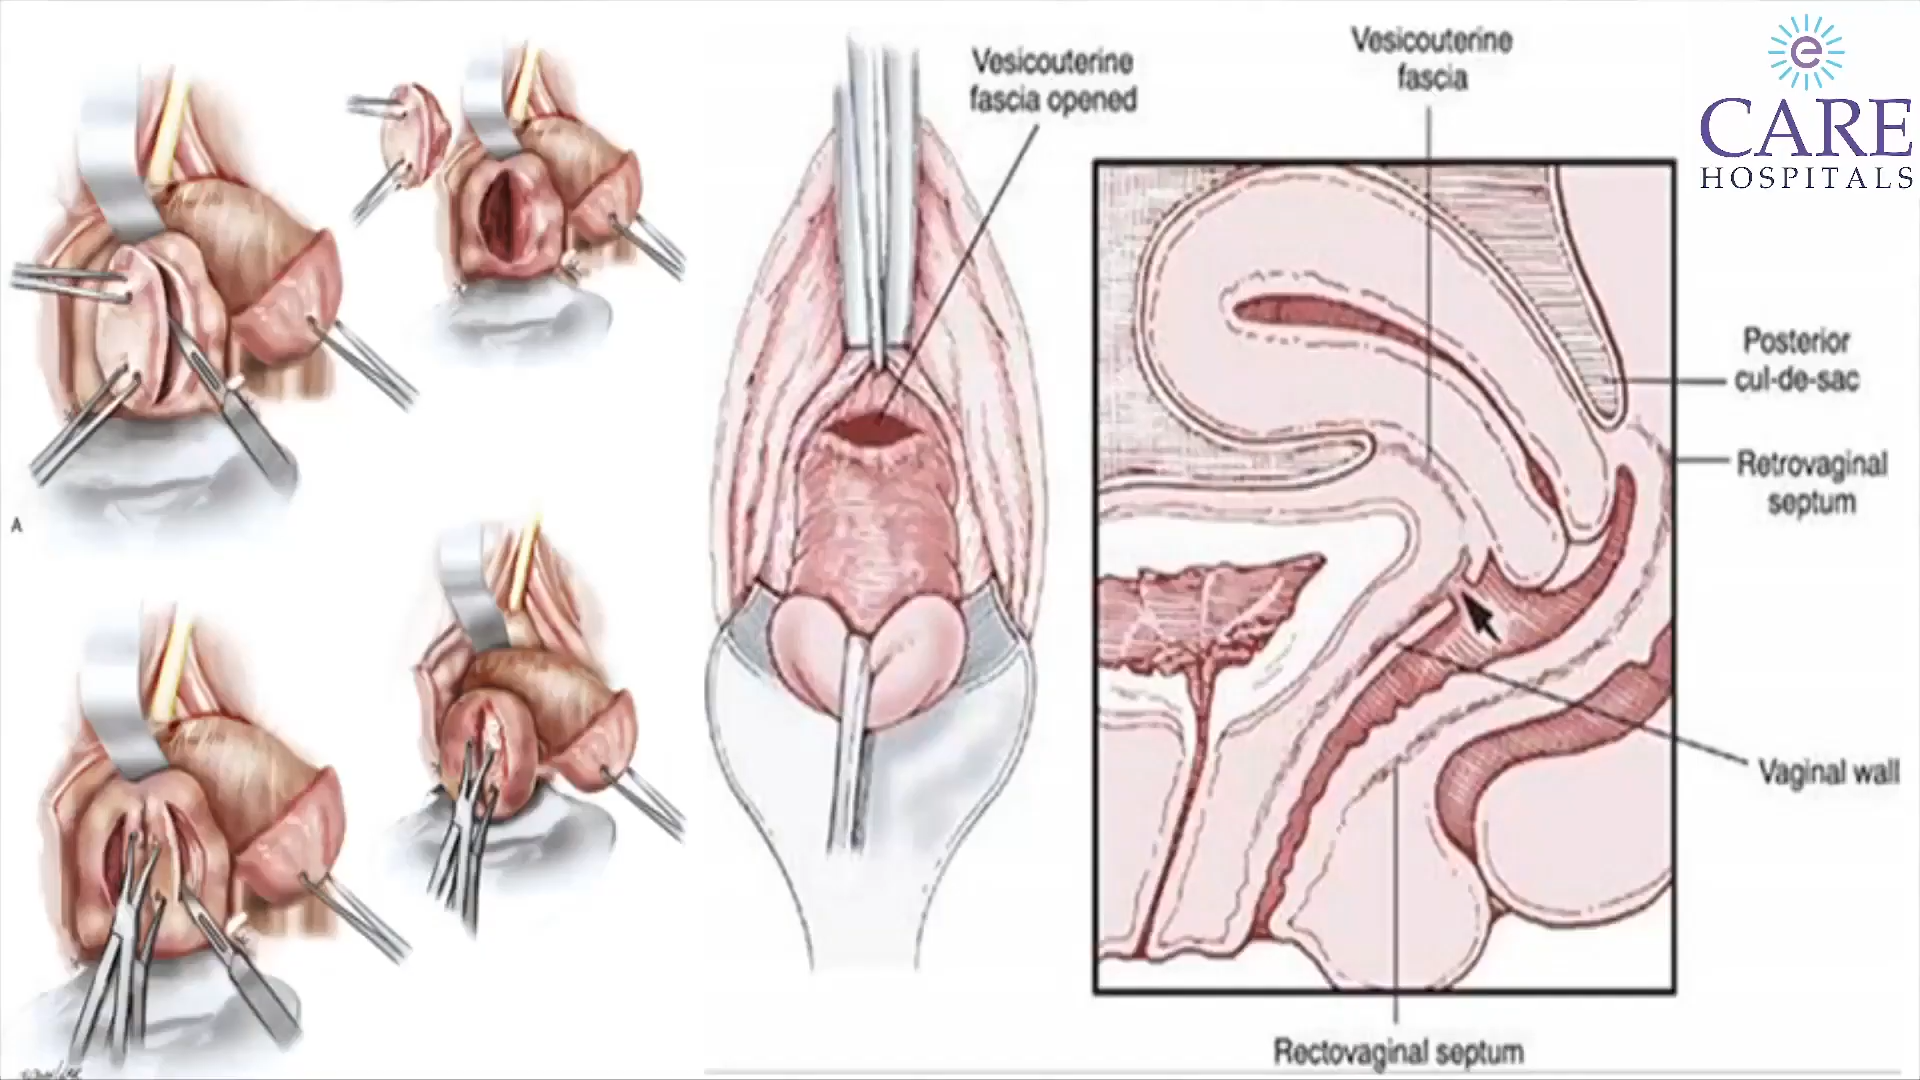 Vesicouterine
fascia opened
Vesicouterine
fascia
e
CARE
HOSPITALS
Posterior
cul-de-sac
Retrovaginal
septum
A
Vaginal wall
Rectovaginal septum